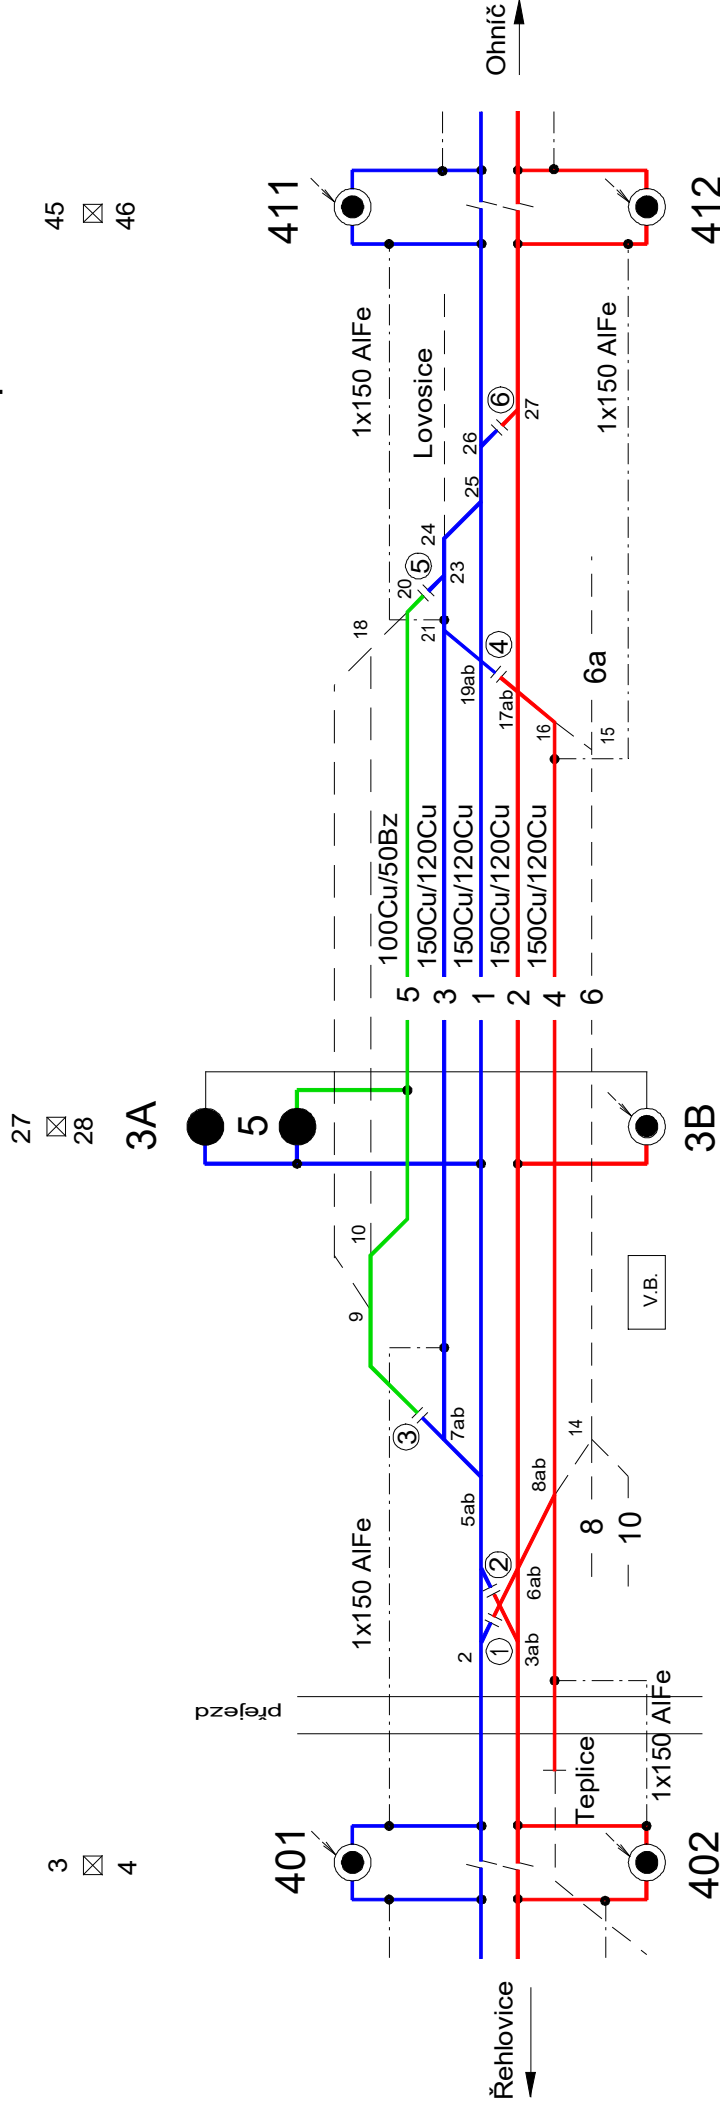 Ohníč
45
46
411
412
1x150 AlFe
Lovosice
1x150 AlFe
6
27
26
25
24
5
23
20
18
21
4
19ab
17ab
16
15
6a
100Cu/50Bz
150Cu/120Cu
150Cu/120Cu
150Cu/120Cu
150Cu/120Cu
5
3
1
2
4
6
27
28
3A
5
3B
10
9
V.B.
3
7ab
14
8ab
5ab
8
10
2
6ab
1x150 AlFe
2
1
3ab
přejezd
1x150 AlFe
Teplice
3
4
401
402
Řehlovice